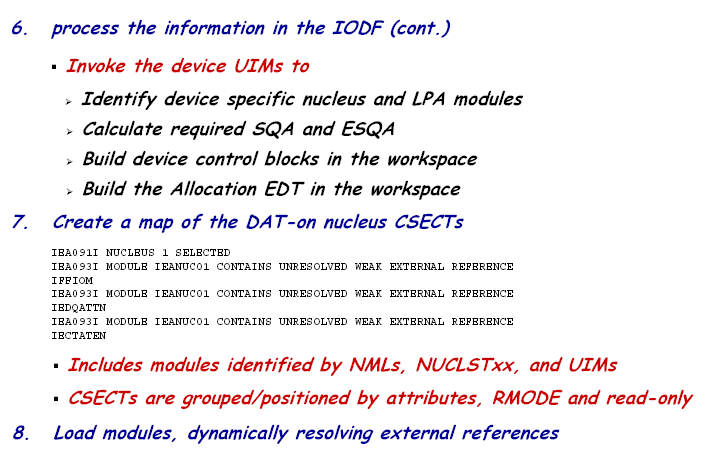 6. process the information in the IODF (cont.)
▪ Invoke the device UIMs to
➢ Identify device specific nucleus and LPA modules
➢ Calculate required SQA and ESQA
➢ Build device control blocks in the workspace
➢ Build the Allocation EDT in the workspace
7. Create a map of the DAT-on nucleus CSECTs
IEA091I NUCLEUS 1 SELECTED
IEA093I MODULE IEANUC01 CONTAINS UNRESOLVED WEAK EXTERNAL REFERENCE
IFFIOM
IEA093I MODULE IEANUC01 CONTAINS UNRESOLVED WEAK EXTERNAL REFERENCE
IEDQATTN
IEA093I MODULE IEANUC01 CONTAINS UNRESOLVED WEAK EXTERNAL REFERENCE
IECTATEN
▪ Includes modules identified by NMLs, NUCLSTxx, and UIMs
▪ CSECTs are grouped/positioned by attributes, RMODE and read-only
8. Load modules, dynamically resolving external references